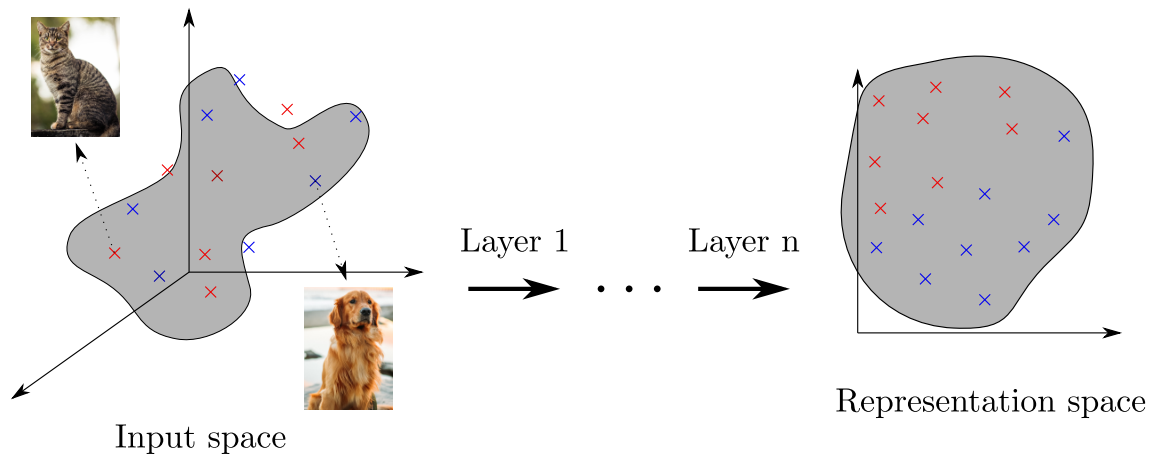 Layer 1
Layer n
Representation space
Input space